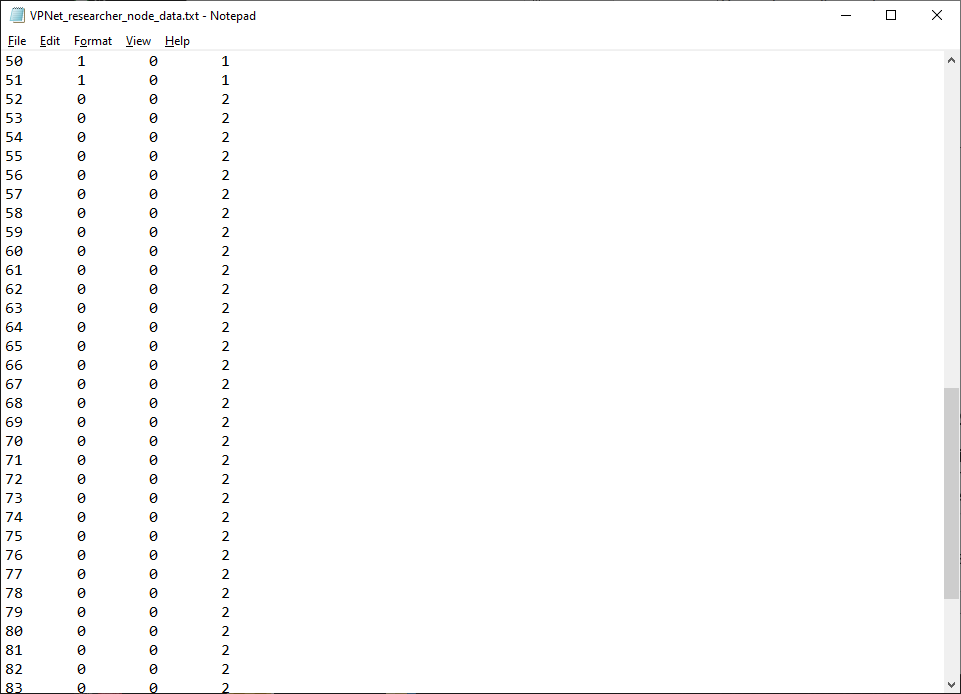 VPNet_researcher_node_data.txt - Notepad
File Edit Format View Help
50 1 0 1
51 1 0 1
52 0 0 2
53 0 0 2
54 0 0 2
55 0 0 2
56 0 0 2
57 0 0 2
58 0 0 2
59 0 0 2
60 0 0 2
61 0 0 2
62 0 0 2
63 0 0 2
64 0 0 2
65 0 0 2
66 0 0 2
67 0 0 2
68 0 0 2
69 0 0 2
70 0 0 2
71 0 0 2
72 0 0 2
73 0 0 2
74 0 0 2
75 0 0 2
76 0 0 2
77 0 0 2
78 0 0 2
79 0 0 2
80 0 0 2
81 0 0 2
82 0 0 2
83 0 0 2